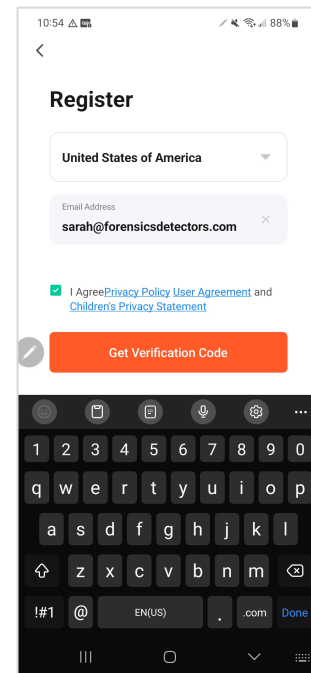 10:54
88%
Register
United States of America
Email Address
sarah@forensicsdetectors.com
I AgreePrivacy Policy User Agreement and
Children's Privacy Statement
Get Verification Code
1 2 3 4 5 6 7 8 9 0
q w e r t y u i o p
a s d f g h j k l
z x c v b n m
!#1 @ EN(US) . .com Done